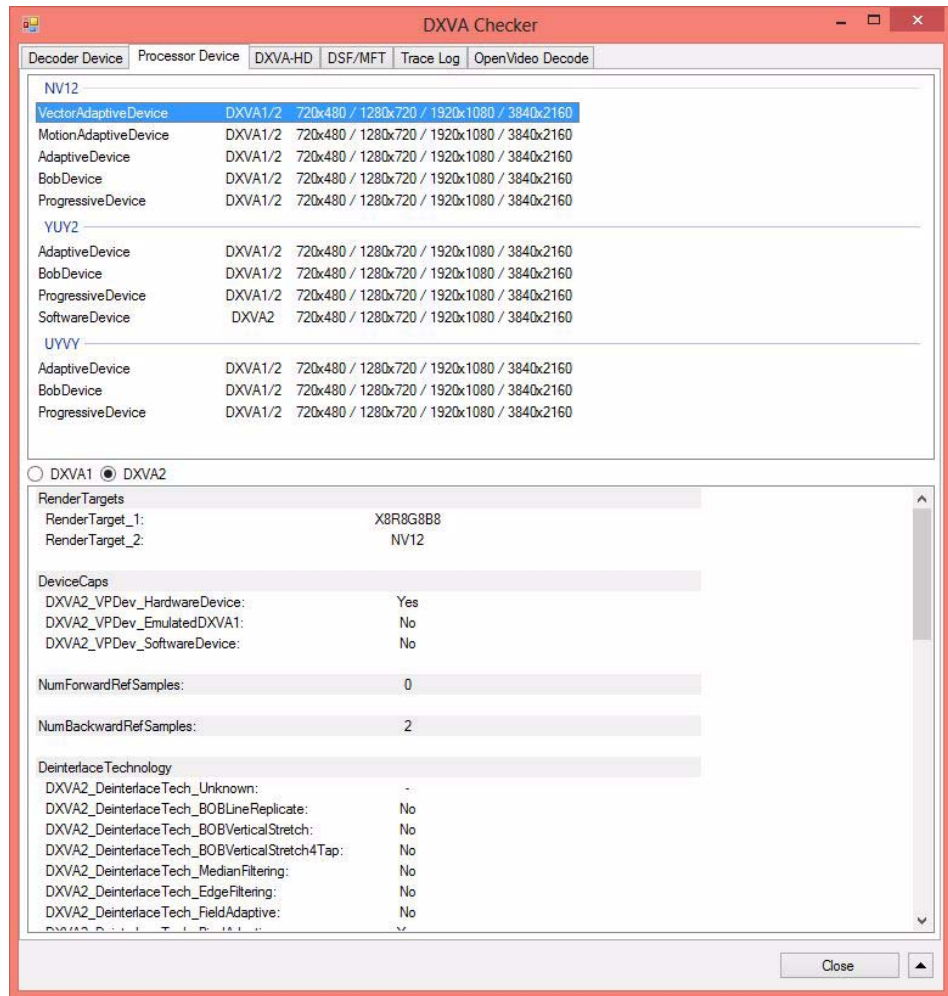 DXVA Checker
Decoder Device Processor Device DXVA-HD DSF/MFT Trace Log OpenVideo Decode
NV12
VectorAdaptiveDevice DXVA1/2 720x480 / 1280x720 / 1920x1080 / 3840x2160
MotionAdaptiveDevice DXVA1/2 720x480 / 1280x720 / 1920x1080 / 3840x2160
AdaptiveDevice DXVA1/2 720x480 / 1280x720 / 1920x1080 / 3840x2160
BobDevice DXVA1/2 720x480 / 1280x720 / 1920x1080 / 3840x2160
ProgressiveDevice DXVA1/2 720x480 / 1280x720 / 1920x1080 / 3840x2160
YUY2
AdaptiveDevice DXVA1/2 720x480 / 1280x720 / 1920x1080 / 3840x2160
BobDevice DXVA1/2 720x480 / 1280x720 / 1920x1080 / 3840x2160
ProgressiveDevice DXVA1/2 720x480 / 1280x720 / 1920x1080 / 3840x2160
SoftwareDevice DXVA2 720x480 / 1280x720 / 1920x1080 / 3840x2160
UYVY
AdaptiveDevice DXVA1/2 720x480 / 1280x720 / 1920x1080 / 3840x2160
BobDevice DXVA1/2 720x480 / 1280x720 / 1920x1080 / 3840x2160
ProgressiveDevice DXVA1/2 720x480 / 1280x720 / 1920x1080 / 3840x2160
DXVA1 DXVA2
RenderTargets
RenderTarget_1: X8R8G8B8
RenderTarget_2: NV12
DeviceCaps
DXVA2_VPDev_HardwareDevice: Yes
DXVA2_VPDev_EmulatedDXVA1: No
DXVA2_VPDev_SoftwareDevice: No
NumForwardRefSamples: 0
NumBackwardRefSamples: 2
DeinterlaceTechnology
DXVA2_DeinterlaceTech_Unknown: -
DXVA2_DeinterlaceTech_BOBLineReplicate: No
DXVA2_DeinterlaceTech_BOBVerticalStretch: No
DXVA2_DeinterlaceTech_BOBVerticalStretch4Tap: No
DXVA2_DeinterlaceTech_MedianFiltering: No
DXVA2_DeinterlaceTech_EdgeFiltering: No
DXVA2_DeinterlaceTech_FieldAdaptive: No
Close